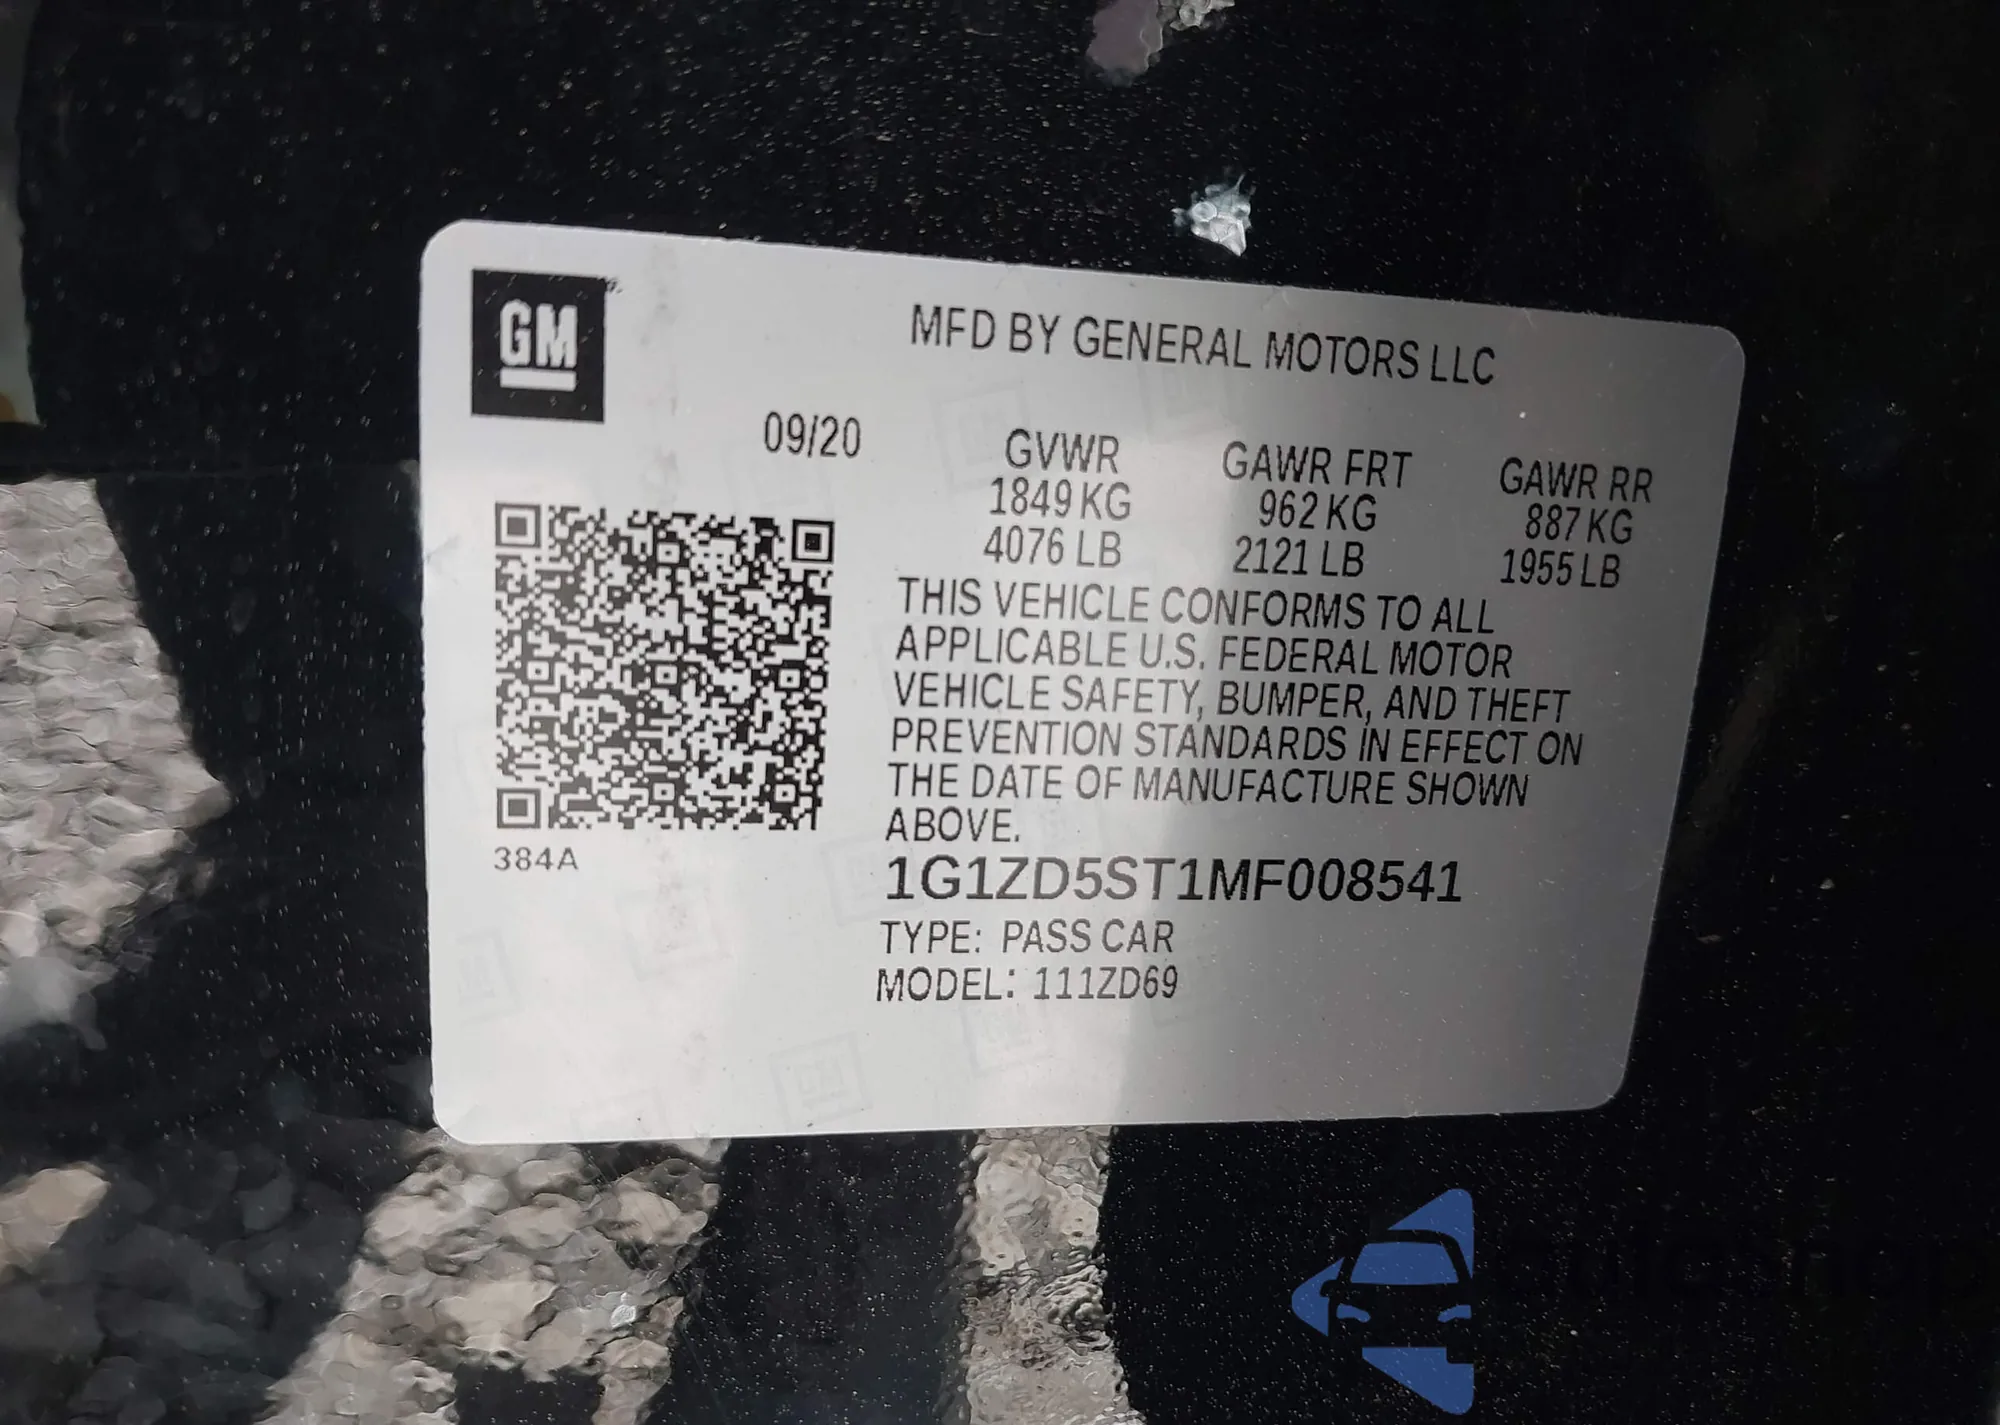 GM
MFD BY GENERAL MOTORS LLC
09/20
GVWR GAWR FRT GAWR RR
1849 KG 962 KG 887 KG
4076 LB 2121 LB 1955 LB
THIS VEHICLE CONFORMS TO ALL
APPLICABLE U.S. FEDERAL MOTOR
VEHICLE SAFETY, BUMPER, AND THEFT
PREVENTION STANDARDS IN EFFECT ON
THE DATE OF MANUFACTURE SHOWN
ABOVE.
384A
1G1ZD5ST1MF008541
TYPE: PASS CAR
MODEL: 111ZD69